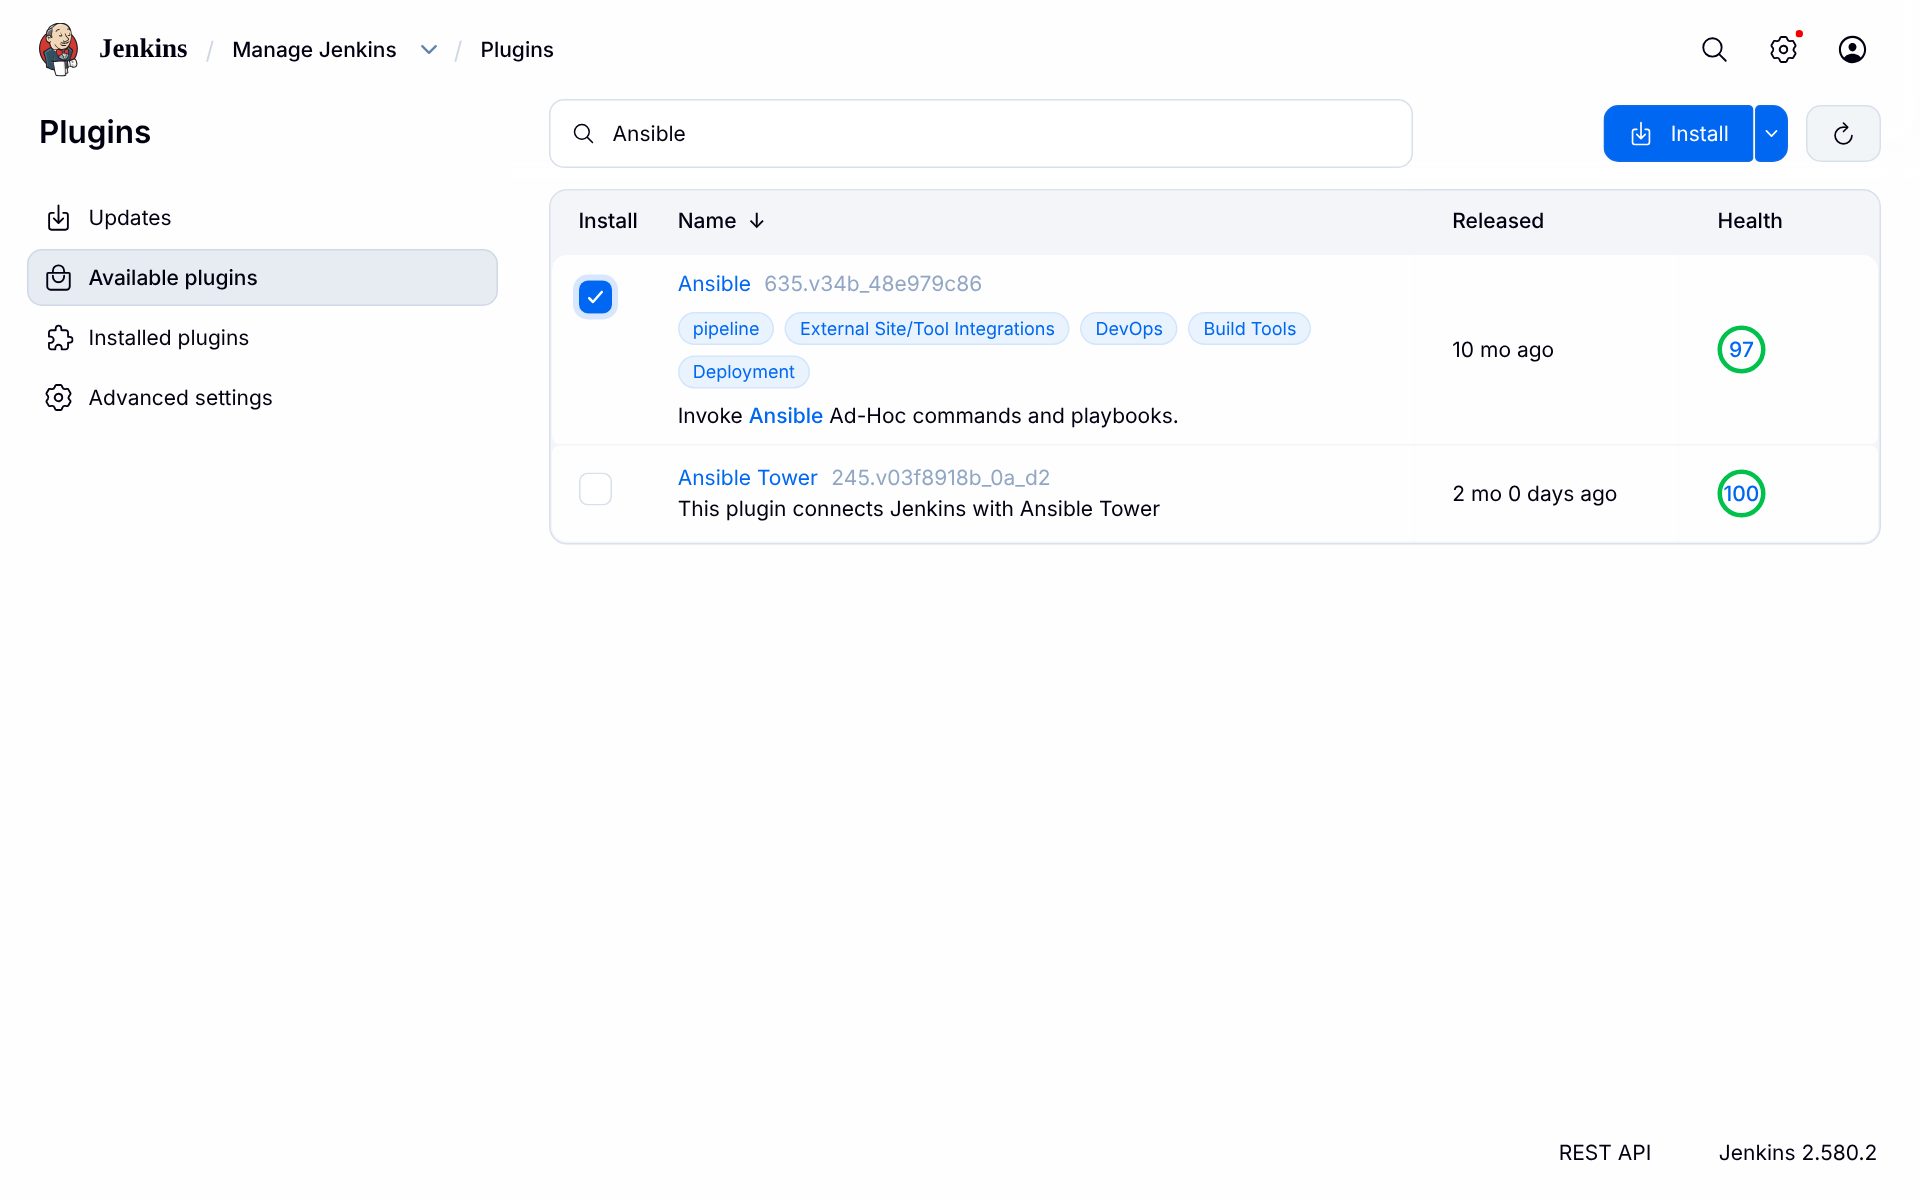 Jenkins / Manage Jenkins / Plugins
Plugins
Ansible
Install
Updates
Available plugins
Installed plugins
Advanced settings
Install Name Released Health
Ansible 635.v34b_48e979c86
pipeline External Site/Tool Integrations DevOps Build Tools
Deployment
Invoke Ansible Ad-Hoc commands and playbooks.
10 mo ago
97
Ansible Tower 245.v03f8918b_0a_d2
This plugin connects Jenkins with Ansible Tower
2 mo 0 days ago
100
REST API Jenkins 2.580.2